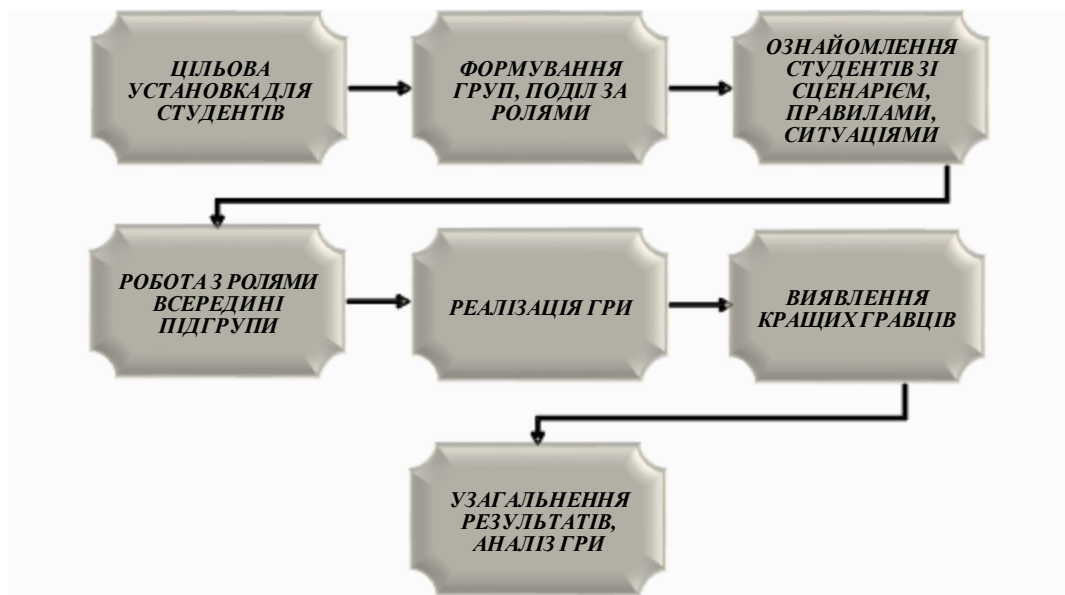 ЦІЛЬОВА
УСТАНОВКА ДЛЯ
СТУДЕНТІВ
ФОРМУВАННЯ
ГРУП, ПОДІЛ ЗА
РОЛЯМИ
ОЗНАЙОМЛЕННЯ
СТУДЕНТІВ ЗІ
СЦЕНАРІЄМ,
ПРАВИЛАМИ,
СИТУАЦІЯМИ
РОБОТА З РОЛЯМИ
ВСЕРЕДИНІ
ПІДГРУПИ
РЕАЛІЗАЦІЯ ГРИ
ВИЯВЛЕННЯ
КРАЩИХ ГРАВЦІВ
УЗАГАЛЬНЕННЯ
РЕЗУЛЬТАТІВ,
АНАЛІЗ ГРИ